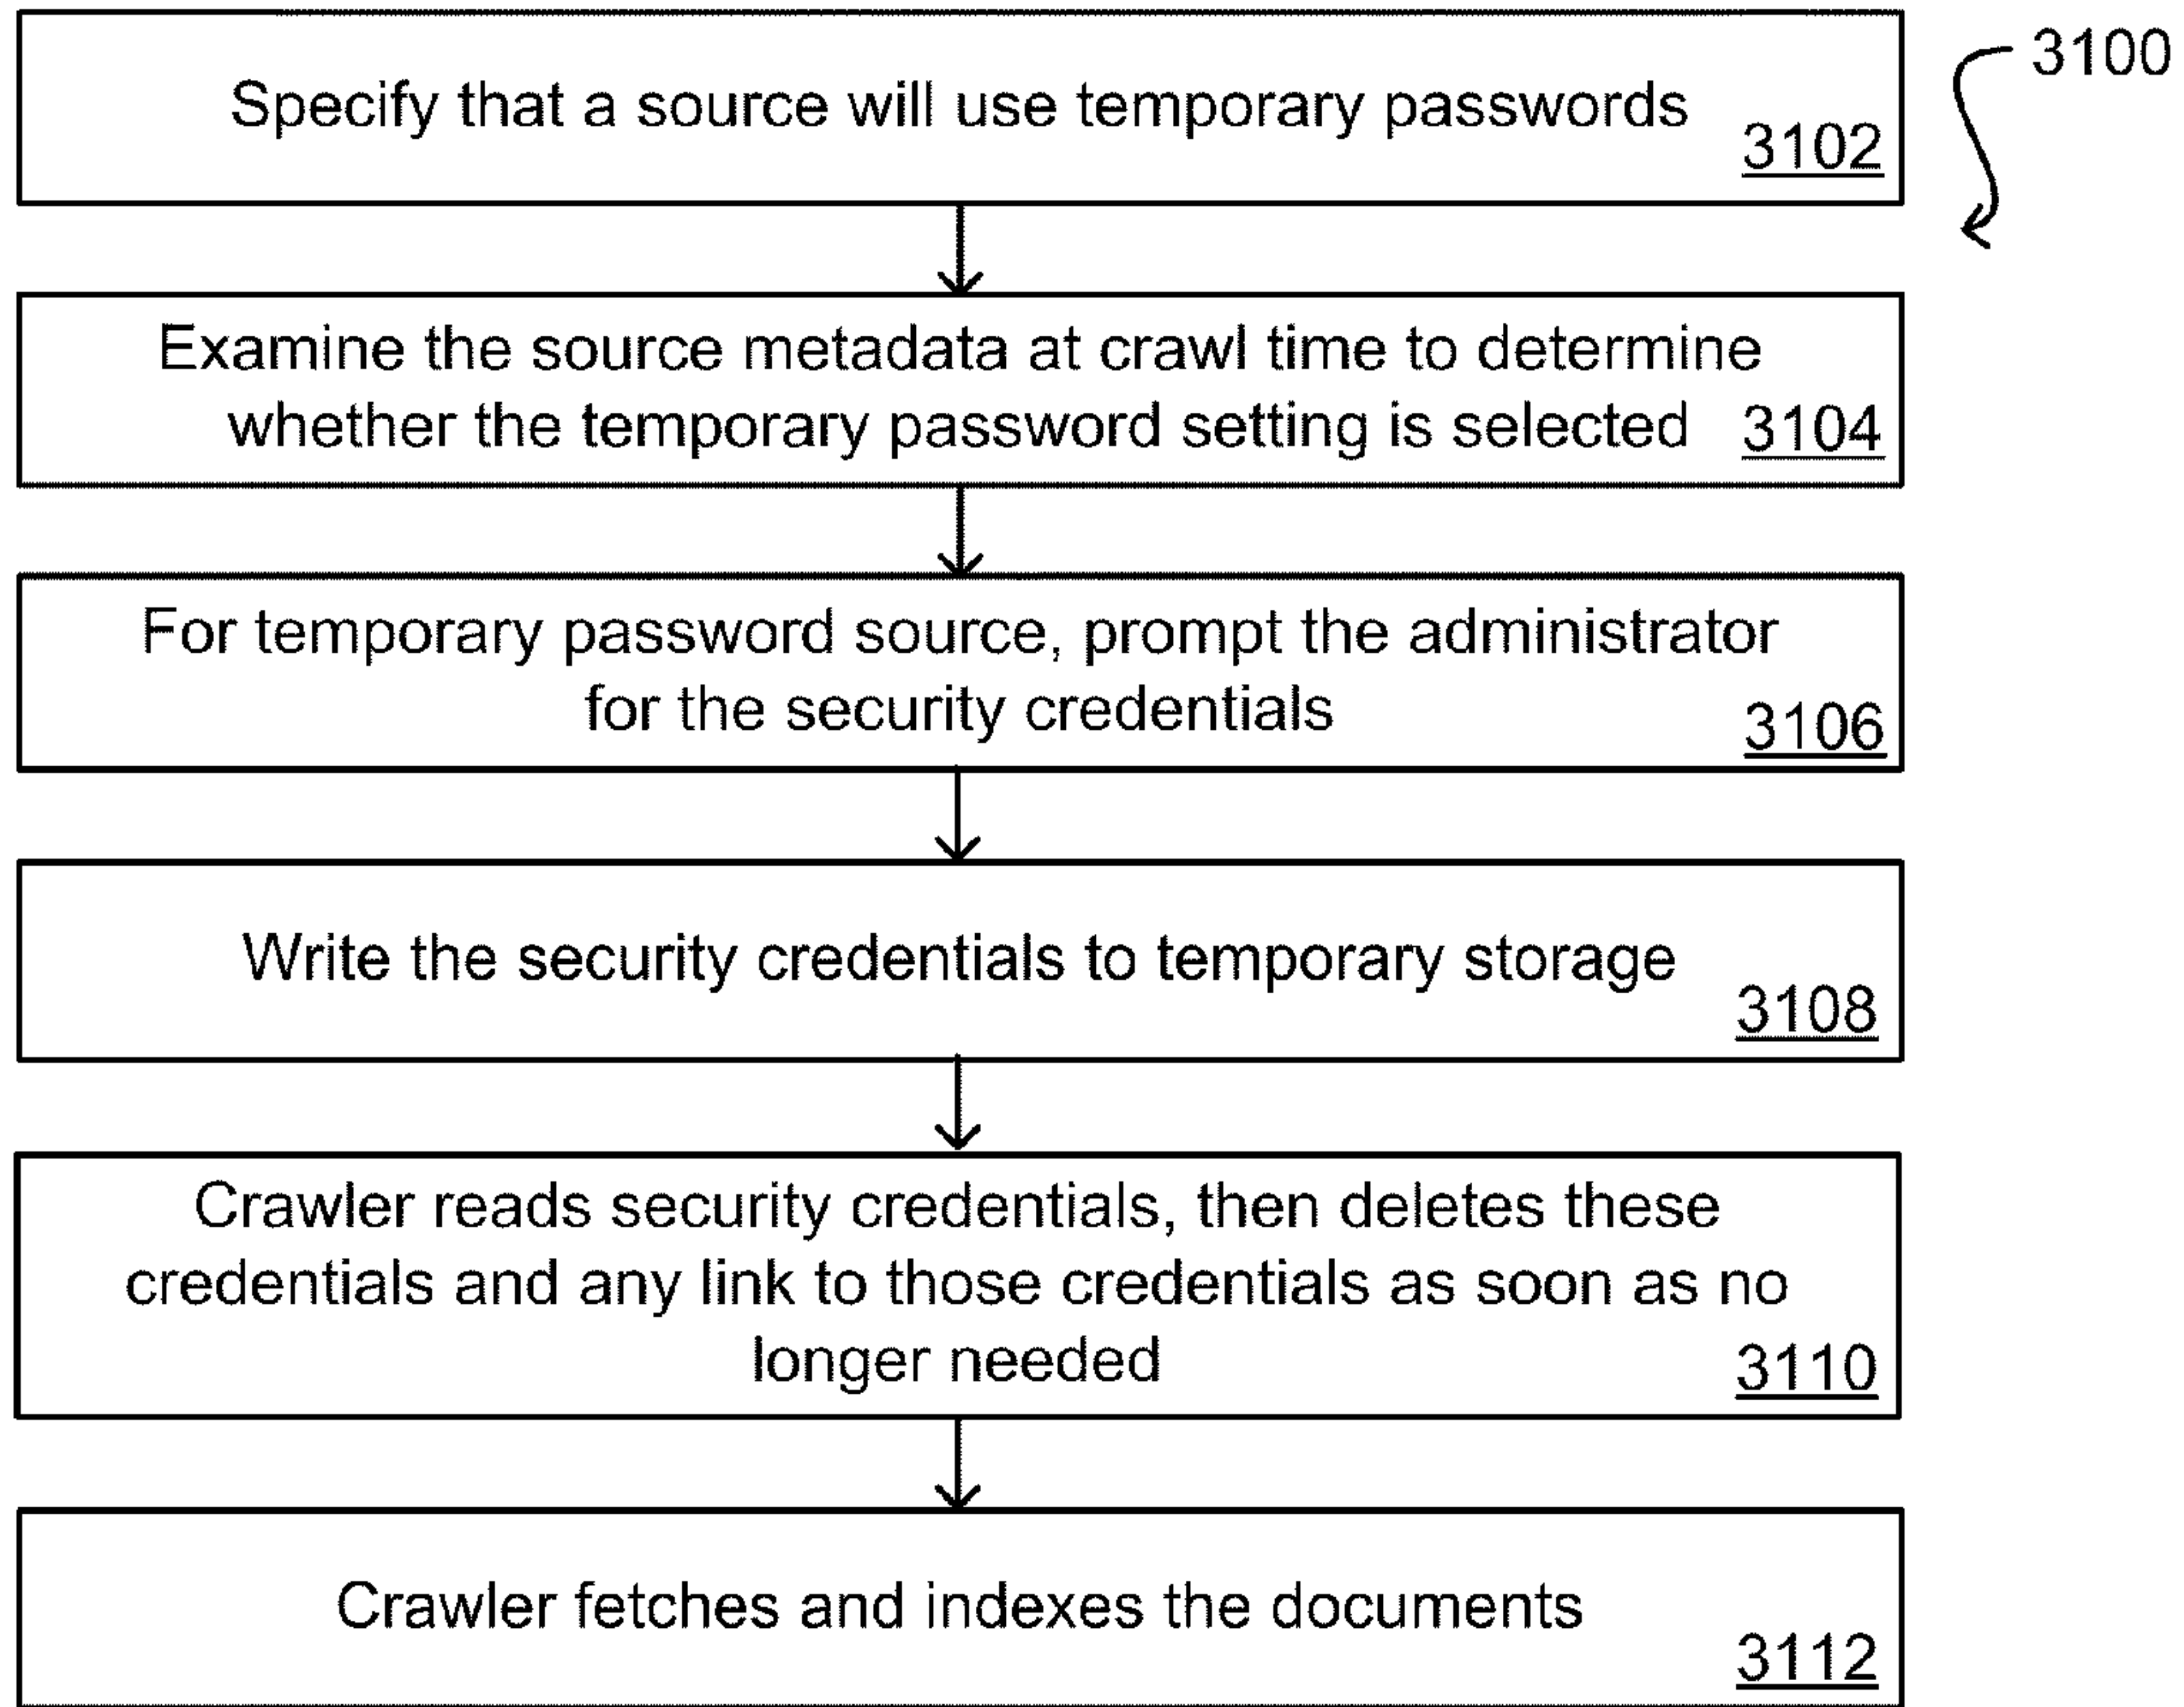 3100
Specify that a source will use temporary passwords
3102
Examine the source metadata at crawl time to determine
whether the temporary password setting is selected 3104
For temporary password source, prompt the administrator
for the security credentials
3106
Write the security credentials to temporary storage
3108
Crawler reads security credentials, then deletes these
credentials and any link to those credentials as soon as no
longer needed
3110
Crawler fetches and indexes the documents
3112